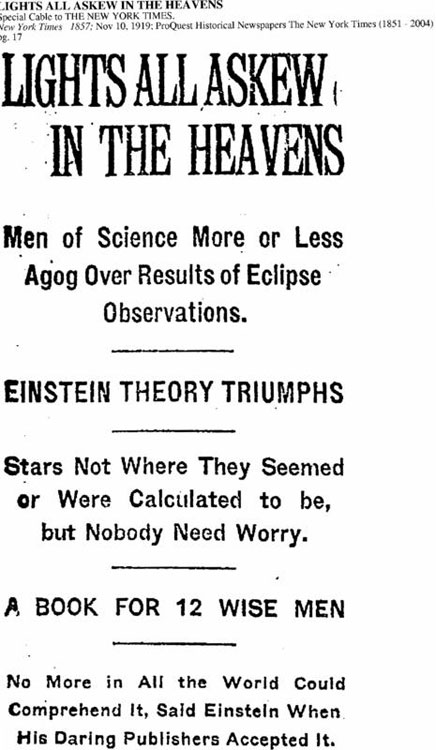 LIGHTS ALL ASKEW IN THE HEAVENS
Special Cable to THE NEW YORK TIMES.
New York Times 1857; Nov 10, 1919; ProQuest Historical Newspapers The New York Times (1851 - 2004)
pg. 17
LIGHTS ALL ASKEW
IN THE HEAVENS
Men of Science More or Less
Agog Over Results of Eclipse
Observations.
EINSTEIN THEORY TRIUMPHS
Stars Not Where They Seemed
or Were Calculated to be,
but Nobody Need Worry.
A BOOK FOR 12 WISE MEN
No More in All the World Could
Comprehend It, Said Einstein When
His Daring Publishers Accepted It.